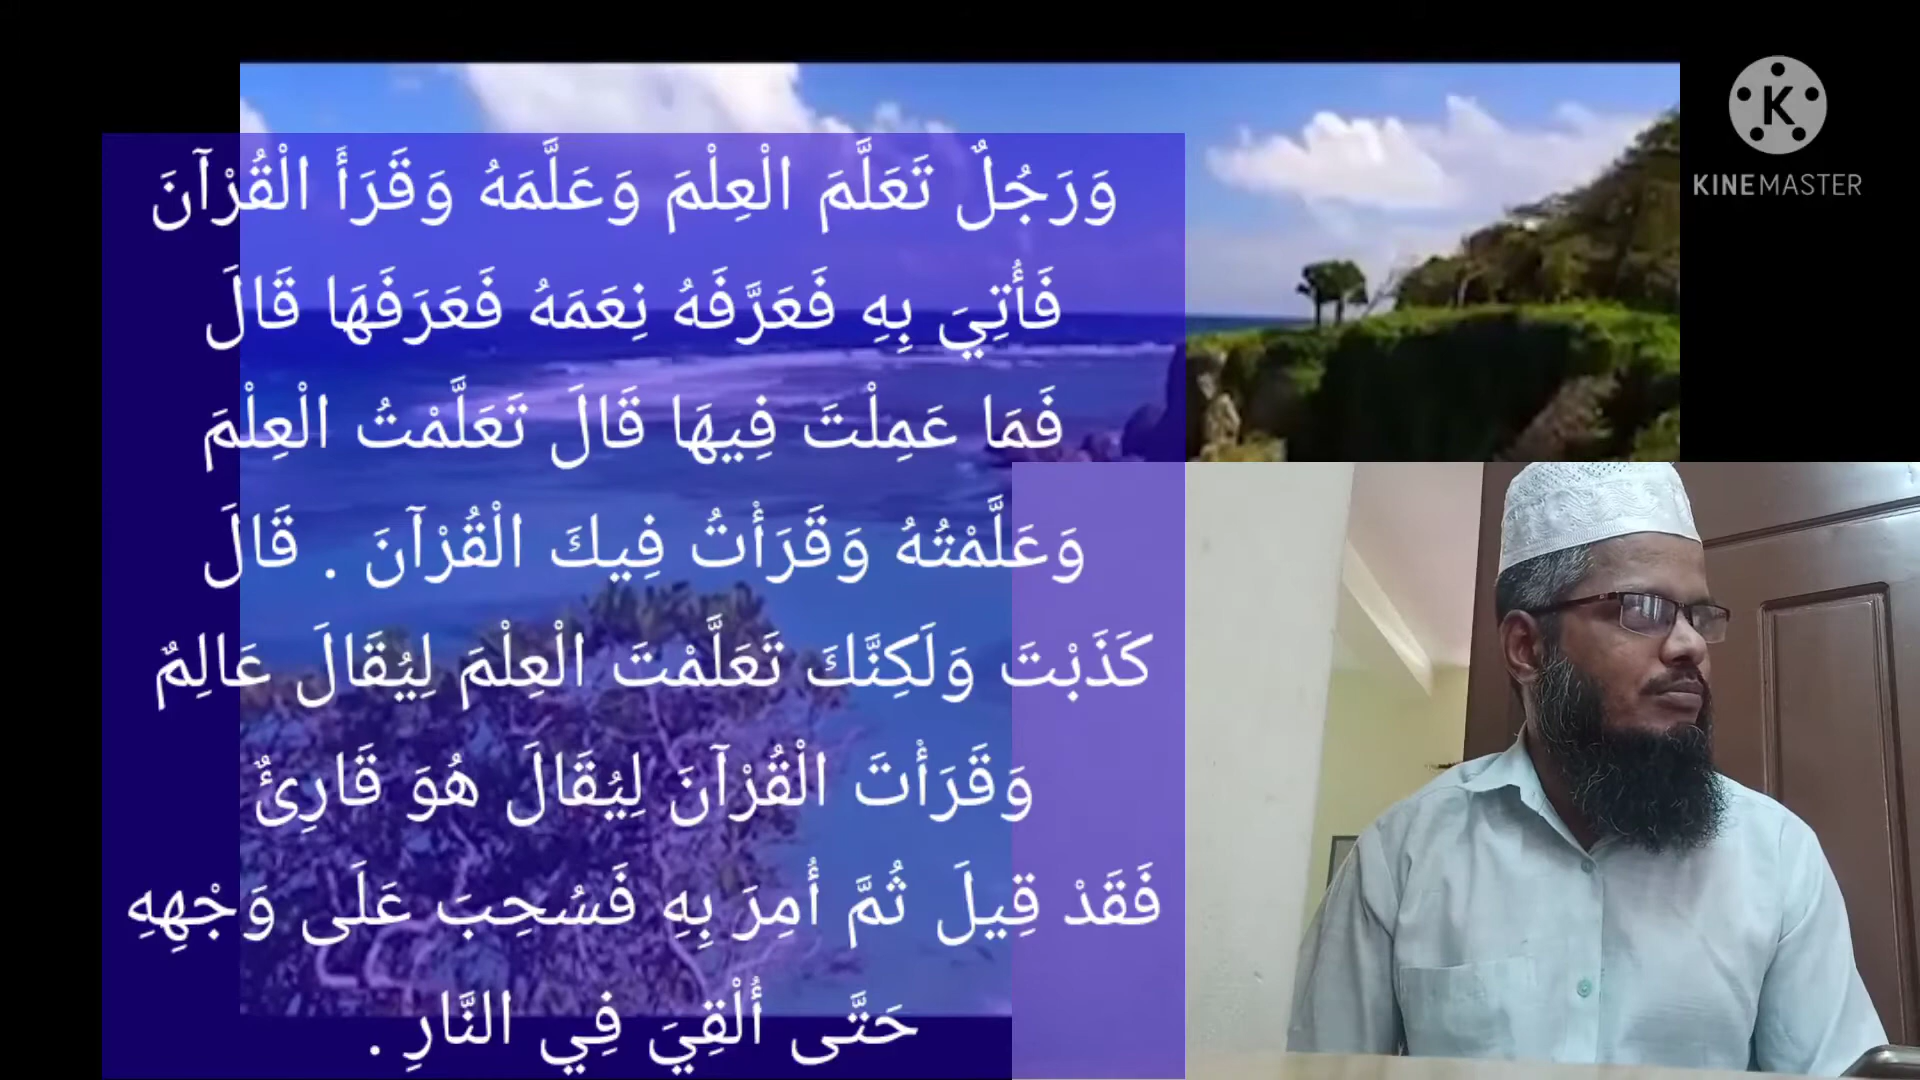 KINEMASTER
وَرَجُلٌ تَعَلَّمَ الْعِلْمَ وَعَلَّمَهُ وَقَرَأَ الْقُرْآنَ
فَأُتِيَ بِهِ فَعَرَّفَهُ نِعَمَهُ فَعَرَفَهَا قَالَ
فَمَا عَمِلْتَ فِيهَا قَالَ تَعَلَّمْتُ الْعِلْمَ
وَعَلَّمْتُهُ وَقَرَأْتُ فِيكَ الْقُرْآنَ . قَالَ
كَذَبْتَ وَلَكِنَّكَ تَعَلَّمْتَ الْعِلْمَ لِيُقَالَ عَالِمٌ
وَقَرَأْتَ الْقُرْآنَ لِيُقَالَ هُوَ قَارِئٌ
فَقَدْ قِيلَ ثُمَّ أُمِرَ بِهِ فَسُحِبَ عَلَى وَجْهِهِ
حَتَّى أُلْقِيَ فِي النَّارِ .